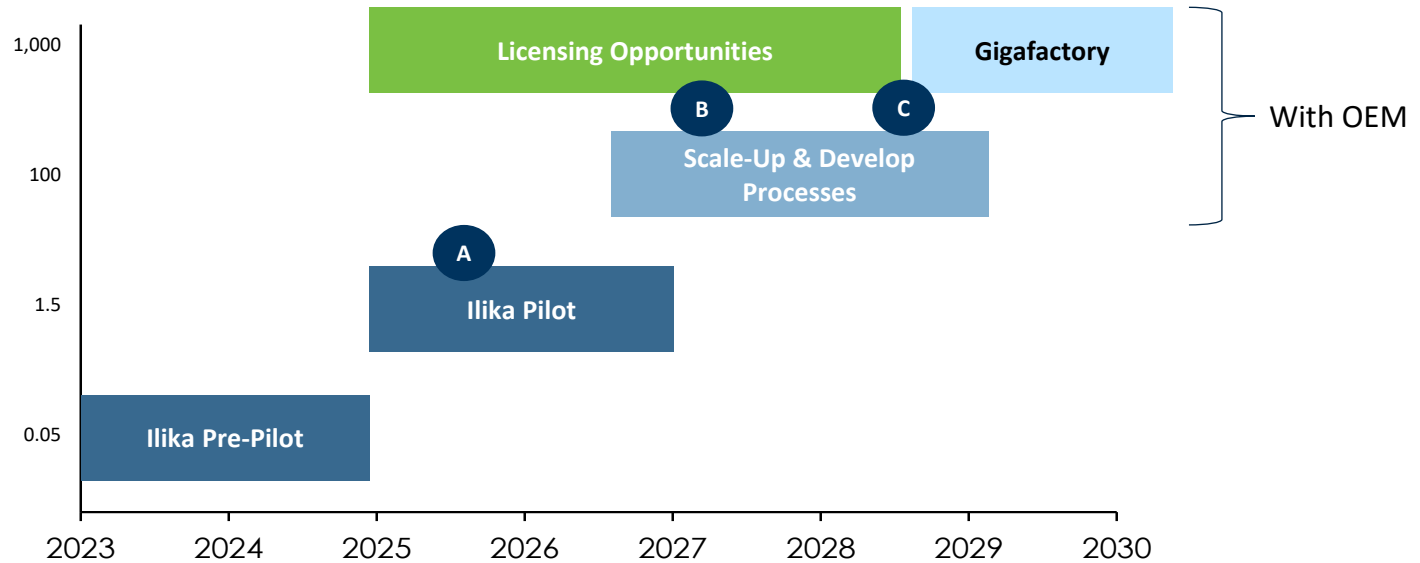 1,000
Licensing Opportunities
Gigafactory
B
C
With OEM
100
Scale-Up & Develop
Processes
A
1.5
Ilika Pilot
0.05
Ilika Pre-Pilot
2023 2024 2025 2026 2027 2028 2029 2030